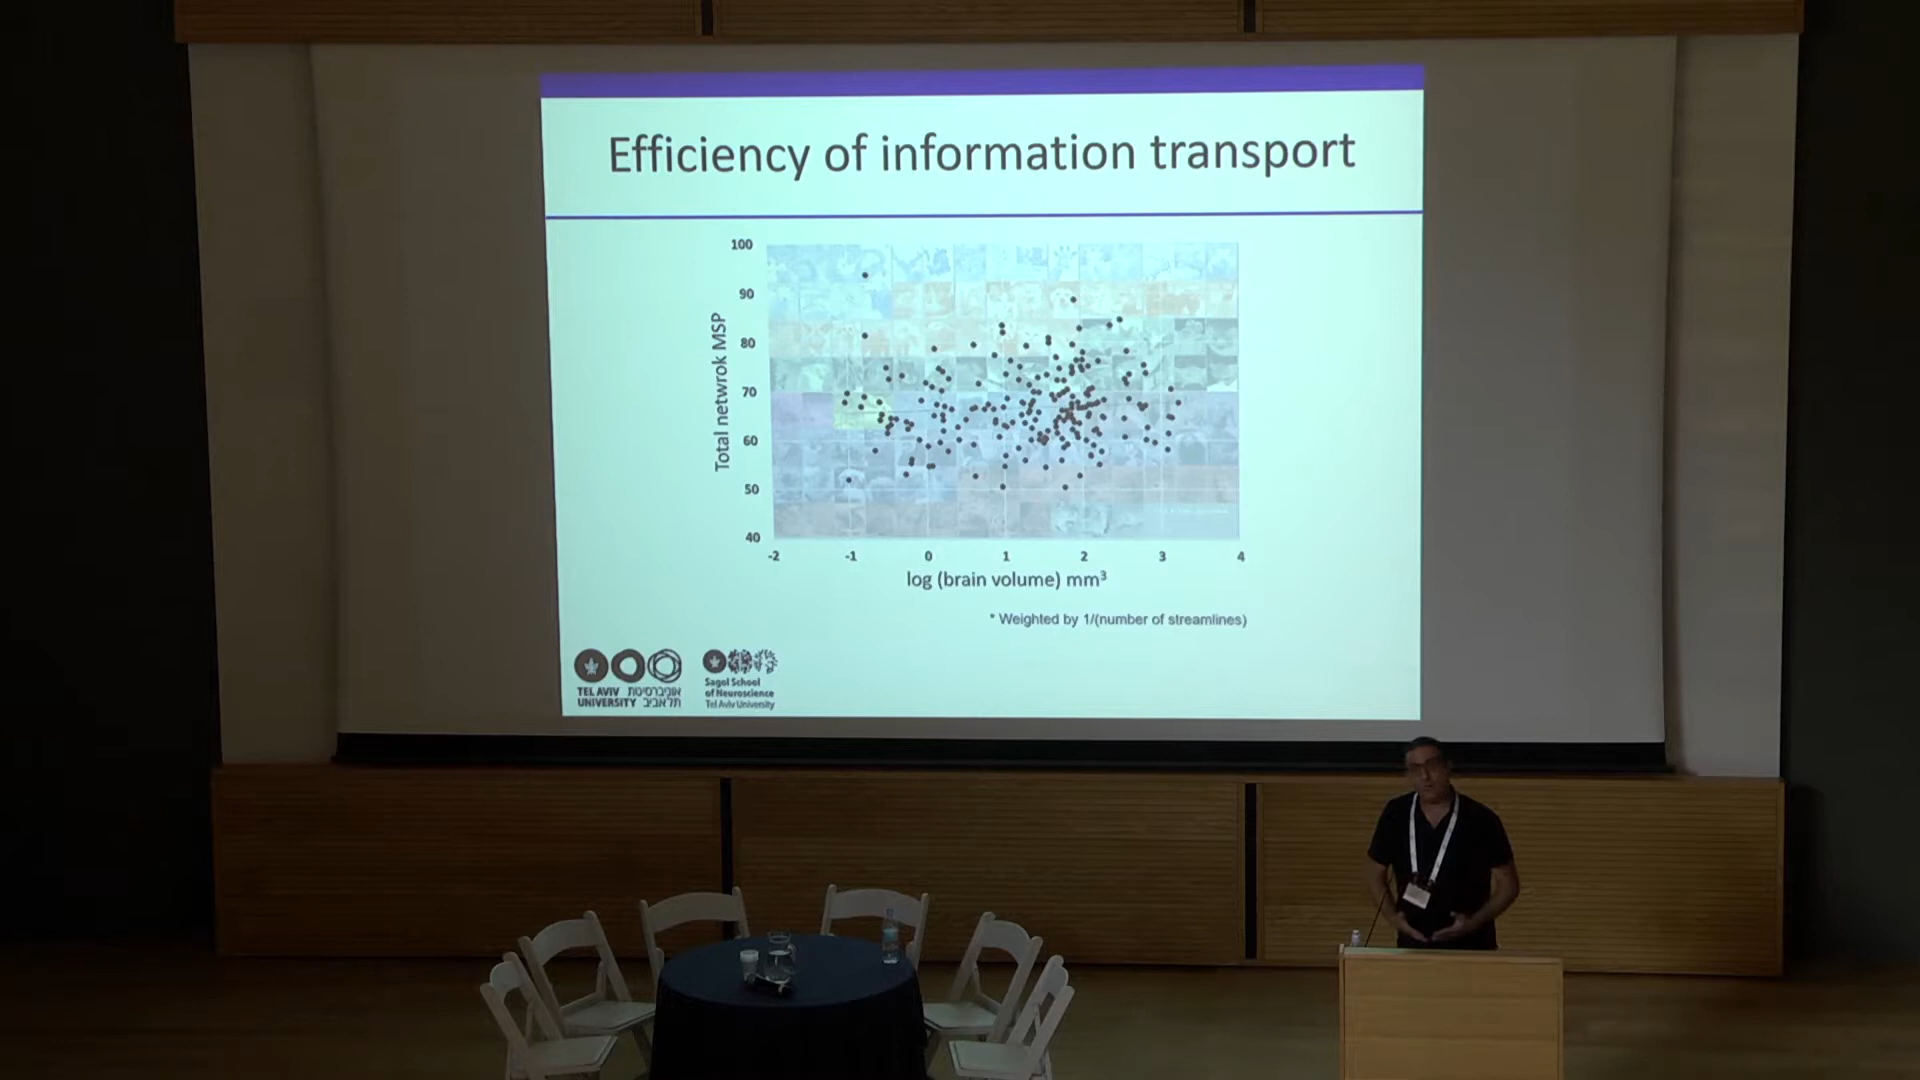 Efficiency of information transport
100
90
80
70
60
50
40
Total netwrok MSP
-2 -1 0 1 2 3 4
log (brain volume) mm³
* Weighted by 1/(number of streamlines)
TEL AVIV אוניברסיטת
UNIVERSITY תל אביב
Sagol School
of Neuroscience
Tel Aviv University